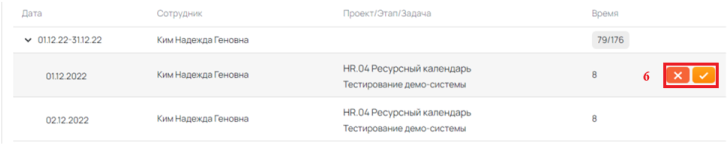 Дата Сотрудник Проект/Этап/Задача Время
01.12.22-31.12.22 Ким Надежда Геновна 79/176
01.12.2022 Ким Надежда Геновна HR.04 Ресурсный календарь 8 6
Тестирование демо-системы
02.12.2022 Ким Надежда Геновна HR.04 Ресурсный календарь 8
Тестирование демо-системы